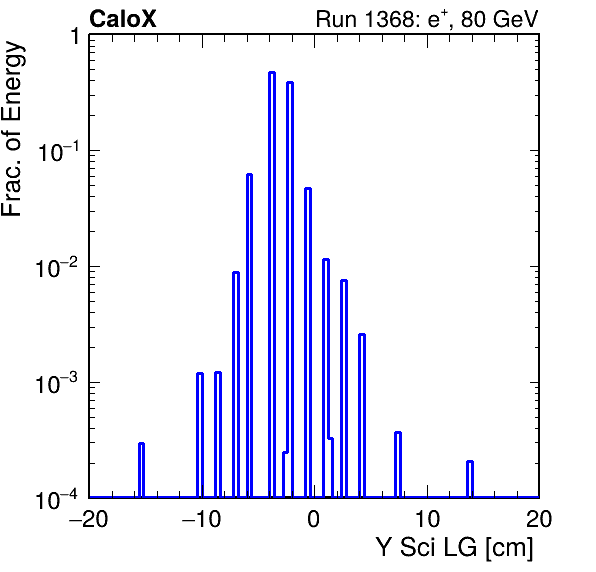 CaloX Run 1368: e⁺, 80 GeV
Frac. of Energy
1
10⁻¹
10⁻²
10⁻³
10⁻⁴
−20 −10 0 10 20
Y Sci LG [cm]